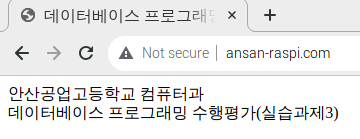 데이터베이스 프로그래
Not secure | ansan-raspi.com
안산공업고등학교 컴퓨터과
데이터베이스 프로그래밍 수행평가(실습과제3)